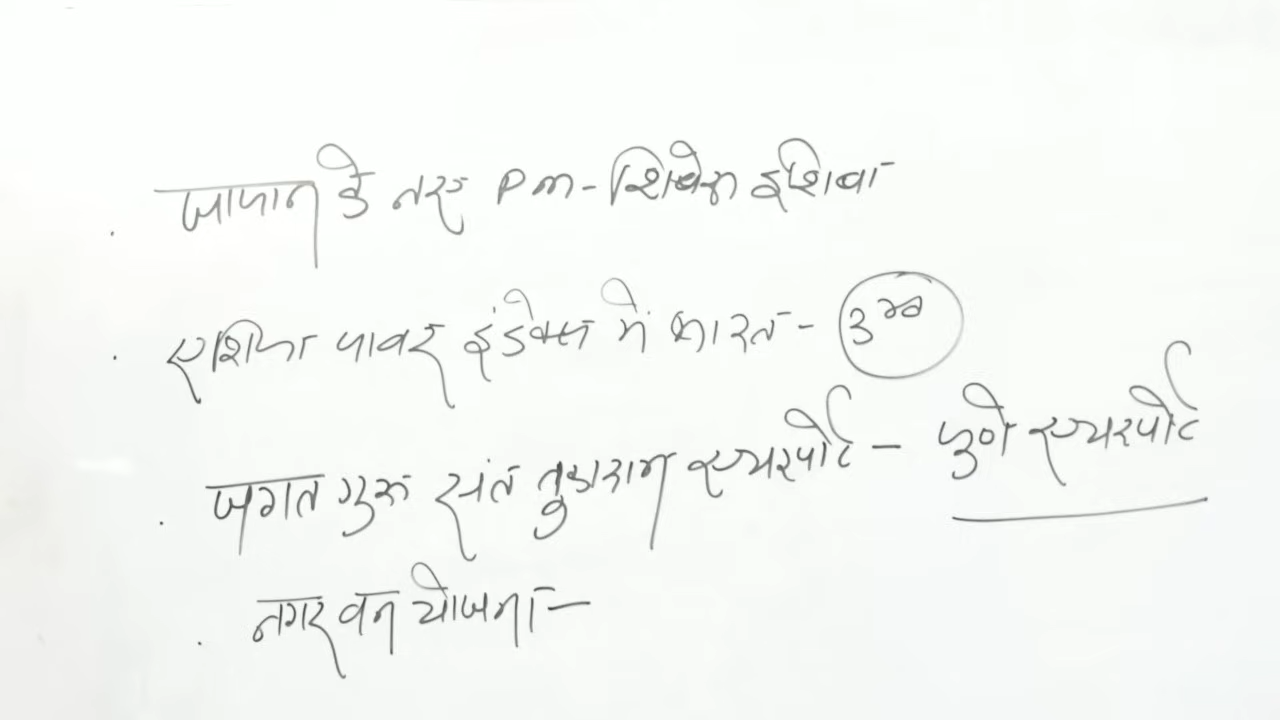 जापान के नए PM - शिगेरु इशिबा
एशिया पावर इंडेक्स में भारत - 3rd
जगत गुरु संत तुकाराम एयरपोर्ट - पुणे एयरपोर्ट
नगर वन योजना -